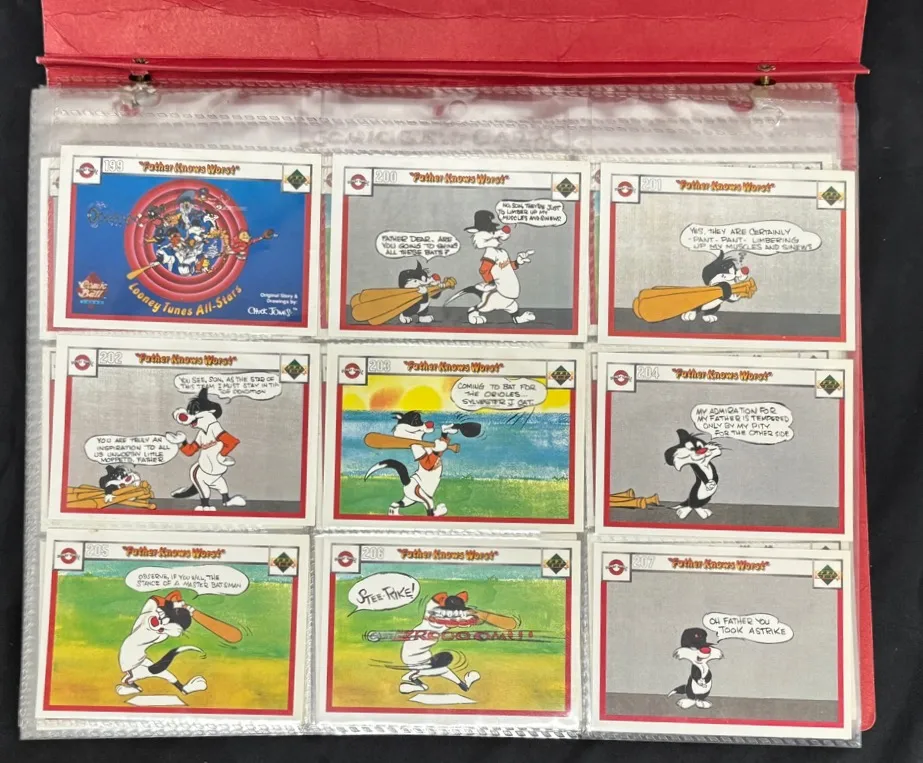 199 "Father Knows Worst"
Looney Tunes All-Stars
Comic
Ball
Original Story &
Drawings by:
CHUCK JONES™
200 "Father Knows Worst"
FATHER DEAR... ARE
YOU GOING TO SWING
ALL THESE BATS?
NO, SON, THEY'RE JUST
TO LIMBER UP MY
MUSCLES AND SINEWS
201 "Father Knows Worst"
YES, THEY ARE CERTAINLY
-PANT- PANT- LIMBERING
UP MY MUSCLES AND SINEWS
202 "Father Knows Worst"
YOU SEE, SON, AS THE STAR OF
THIS TEAM I MUST STAY IN TIP
TOP CONDITION
YOU ARE TRULY AN
INSPIRATION TO ALL
US UNWORTHY LITTLE
MOPPETS, FATHER
203 "Father Knows Worst"
COMING TO BAT FOR
THE ORIOLES...
SYLVESTER J. CAT.
204 "Father Knows Worst"
MY ADMIRATION FOR
MY FATHER IS TEMPERED
ONLY BY MY PITY
FOR THE OTHER SIDE
205 "Father Knows Worst"
OBSERVE, IF YOU WILL, THE
STANCE OF A MASTER BATSMAN
206 "Father Knows Worst"
STEE-RIKE!
207 "Father Knows Worst"
OH FATHER YOU
TOOK A STRIKE